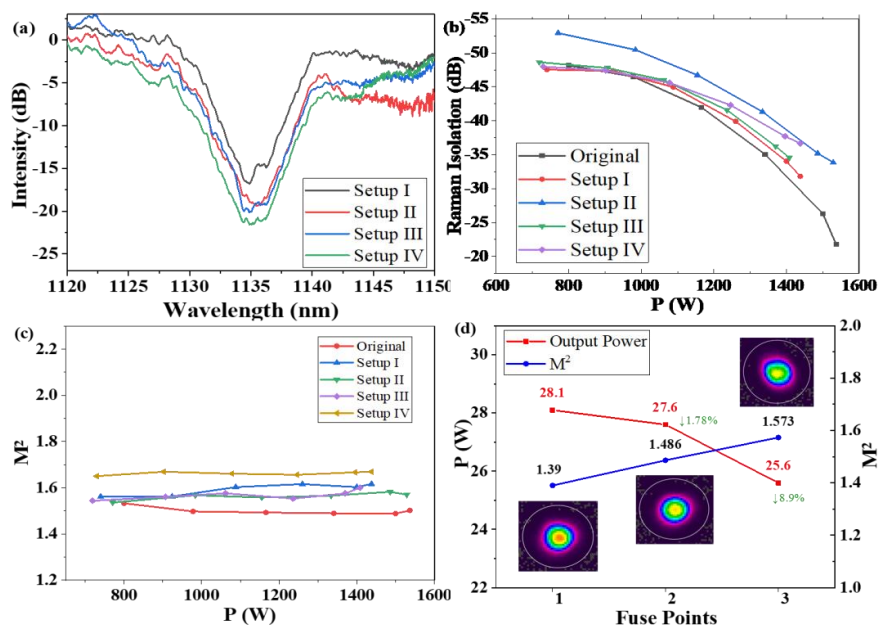 (a)
0
-5
-10
-15
-20
-25
Intensity (dB)
Setup I
Setup II
Setup III
Setup IV
1120 1125 1130 1135 1140 1145 1150
Wavelength (nm)
(b)
-55
-50
-45
-40
-35
-30
-25
-20
Raman Isolation (dB)
Original
Setup I
Setup II
Setup III
Setup IV
600 800 1000 1200 1400 1600
P (W)
(c)
2.2
2.0
1.8
1.6
1.4
1.2
M²
Original
Setup I
Setup II
Setup III
Setup IV
800 1000 1200 1400 1600
P (W)
(d)
30
28
26
24
22
P (W)
Output Power
M²
28.1
27.6
↓1.78%
25.6
↓8.9%
1.39
1.486
1.573
2.0
1.8
1.6
1.4
1.2
1.0
M²
1 2 3
Fuse Points